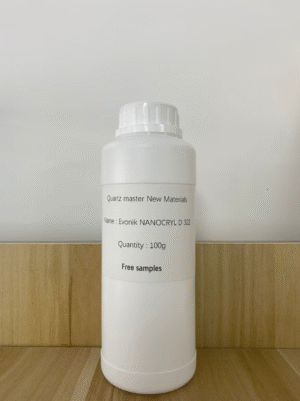 Quartz master New Materials
Name : Evonik NANOCRYL D
Quantity : 100g
Free samples